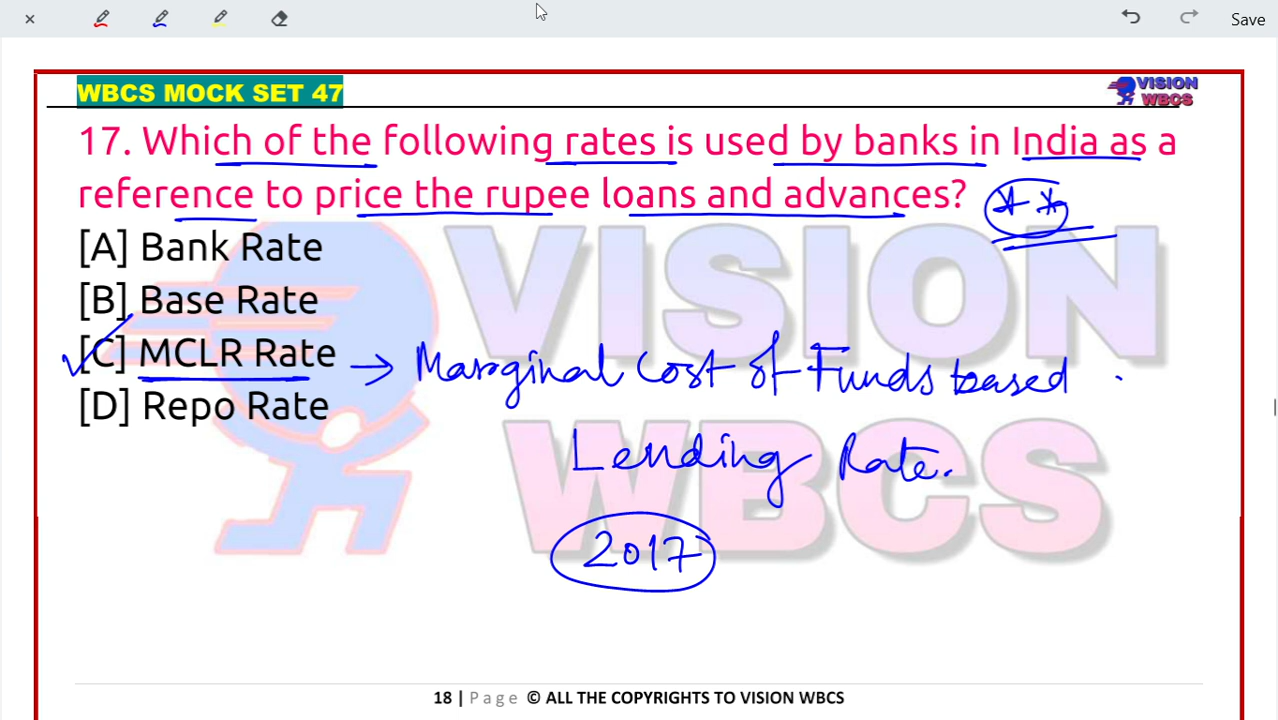 Save
WBCS MOCK SET 47
VISION
WBCS
17. Which of the following rates is used by banks in India as a
reference to price the rupee loans and advances? **
[A] Bank Rate
[B] Base Rate
[C] MCLR Rate → Marginal Cost of Funds based
[D] Repo Rate
Lending Rate.
2017
VISION
WBCS
18 | Page © ALL THE COPYRIGHTS TO VISION WBCS